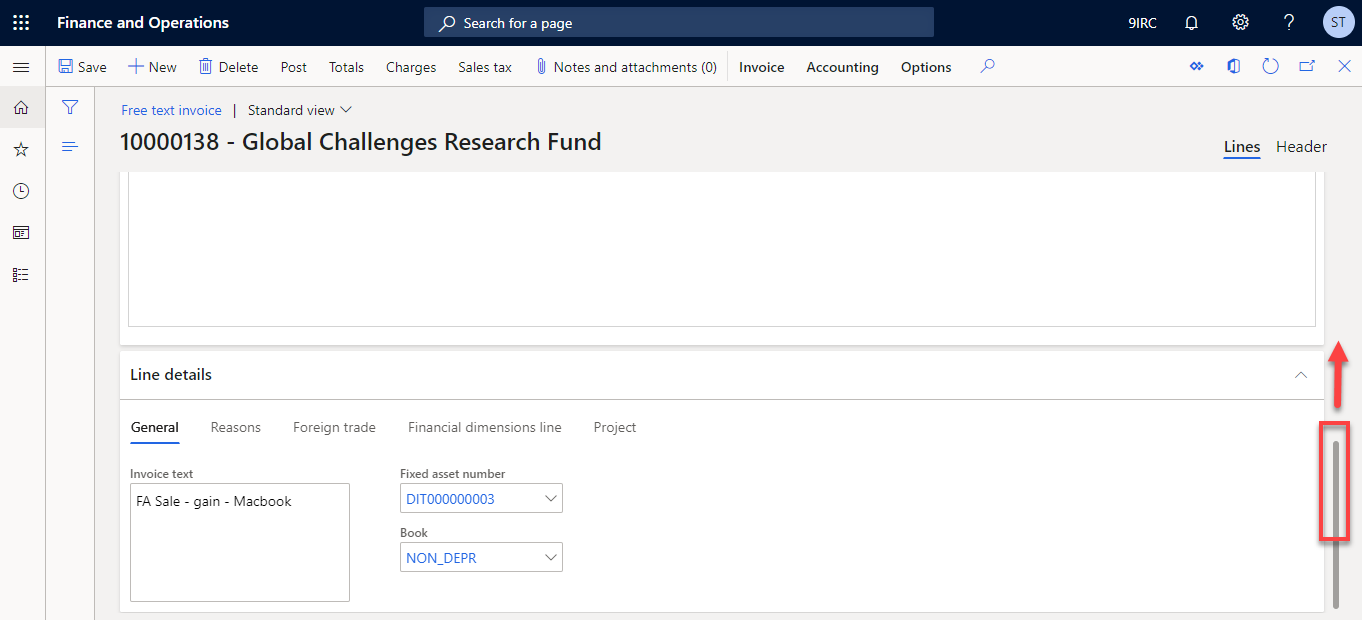 Finance and Operations Search for a page 9IRC ? ST
Save New Delete Post Totals Charges Sales tax Notes and attachments (0) Invoice Accounting Options
Free text invoice | Standard view
10000138 - Global Challenges Research Fund
Lines Header
Line details
General Reasons Foreign trade Financial dimensions line Project
Invoice text Fixed asset number
FA Sale - gain - Macbook DIT000000003
Book
NON_DEPR